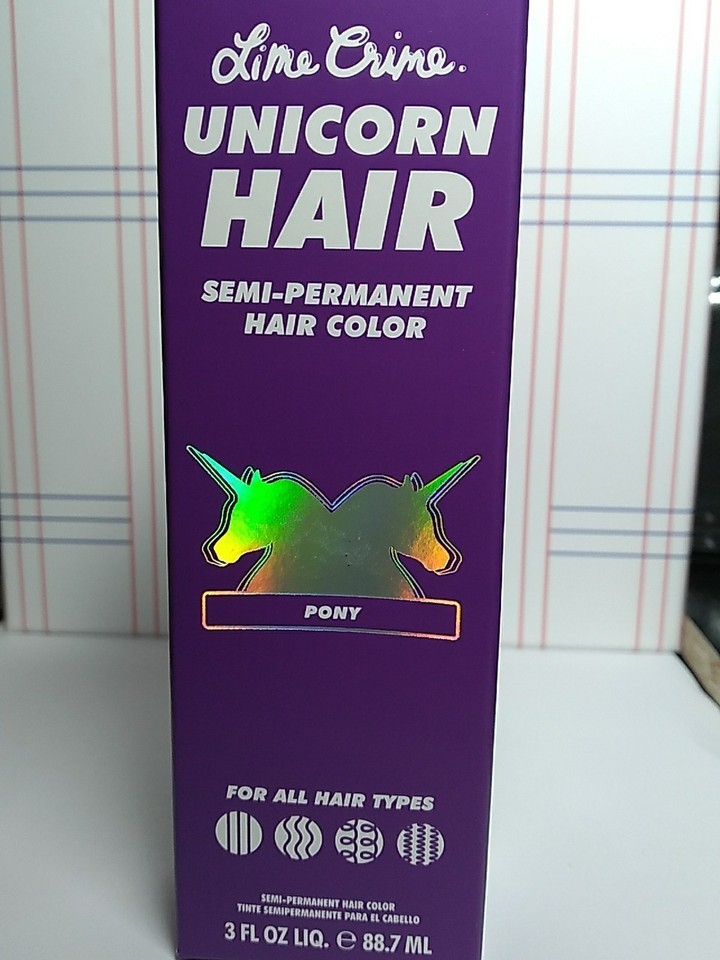 Lime Crime.
UNICORN
HAIR
SEMI-PERMANENT
HAIR COLOR
PONY
FOR ALL HAIR TYPES
SEMI-PERMANENT HAIR COLOR
TINTE SEMIPERMANENTE PARA EL CABELLO
3 FL OZ LIQ. ℮ 88.7 ML